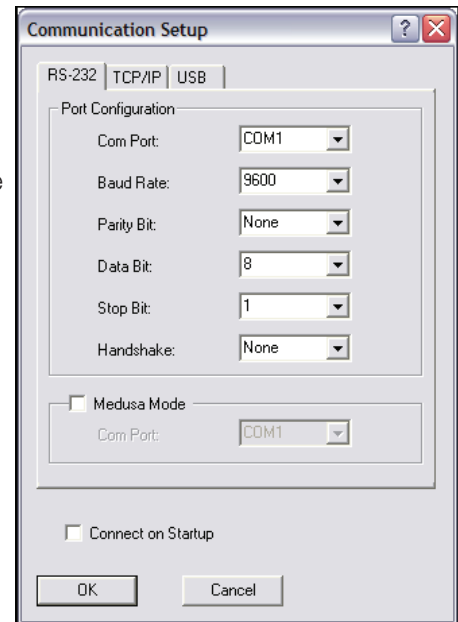 Communication Setup
RS-232 TCP/IP USB
Port Configuration
Com Port: COM1
Baud Rate: 9600
Parity Bit: None
Data Bit: 8
Stop Bit: 1
Handshake: None
Medusa Mode
Com Port: COM1
Connect on Startup
OK Cancel